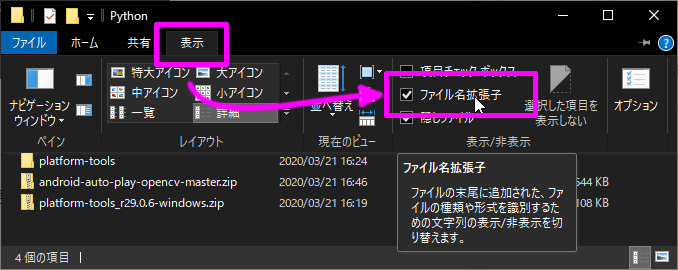 Python
ファイル ホーム 共有 表示
特大アイコン 大アイコン
中アイコン 小アイコン
一覧 詳細
ナビゲーション
ウィンドウ
並べ替え
項目チェック ボックス
ファイル名拡張子
隠しファイル
選択した項目を
表示しない
オプション
ペイン レイアウト 現在のビュー 表示/非表示
platform-tools 2020/03/21 16:24
android-auto-play-opencv-master.zip 2020/03/21 16:46 544 KB
platform-tools_r29.0.6-windows.zip 2020/03/21 16:19 108 KB
ファイル名拡張子
ファイルの末尾に追加された、ファ
イルの種類や形式を識別するため
の文字列の表示/非表示を切り
替えます。
4 個の項目